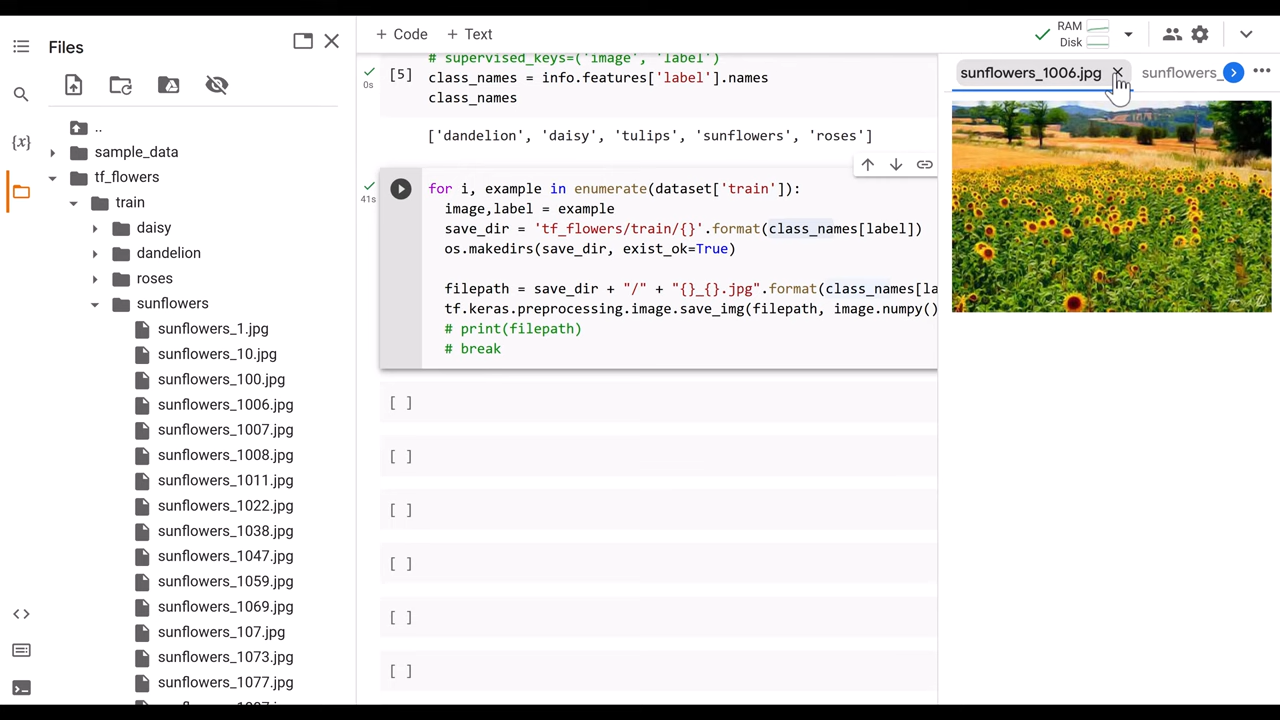 Files
..
sample_data
tf_flowers
train
daisy
dandelion
roses
sunflowers
sunflowers_1.jpg
sunflowers_10.jpg
sunflowers_100.jpg
sunflowers_1006.jpg
sunflowers_1007.jpg
sunflowers_1008.jpg
sunflowers_1011.jpg
sunflowers_1022.jpg
sunflowers_1038.jpg
sunflowers_1047.jpg
sunflowers_1059.jpg
sunflowers_1069.jpg
sunflowers_107.jpg
sunflowers_1073.jpg
sunflowers_1077.jpg
+ Code + Text
RAM
Disk
# supervised_keys=('image', 'label')
[5] class_names = info.features['label'].names
0s
class_names
['dandelion', 'daisy', 'tulips', 'sunflowers', 'roses']
41s
for i, example in enumerate(dataset['train']):
image,label = example
save_dir = 'tf_flowers/train/{}'.format(class_names[label])
os.makedirs(save_dir, exist_ok=True)
filepath = save_dir + "/" + "{}_{}.jpg".format(class_names[la
tf.keras.preprocessing.image.save_img(filepath, image.numpy()
# print(filepath)
# break
[ ]
[ ]
[ ]
[ ]
[ ]
[ ]
sunflowers_1006.jpg
sunflowers_